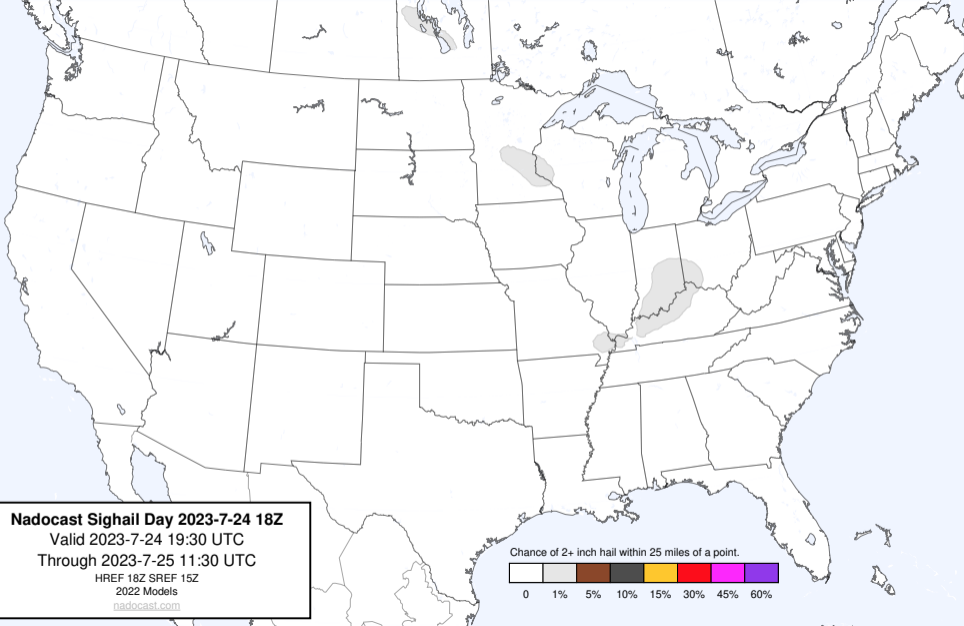 Nadocast Sighail Day 2023-7-24 18Z
Valid 2023-7-24 19:30 UTC
Through 2023-7-25 11:30 UTC
HREF 18Z SREF 15Z
2022 Models
nadocast.com
Chance of 2+ inch hail within 25 miles of a point.
0 1% 5% 10% 15% 30% 45% 60%